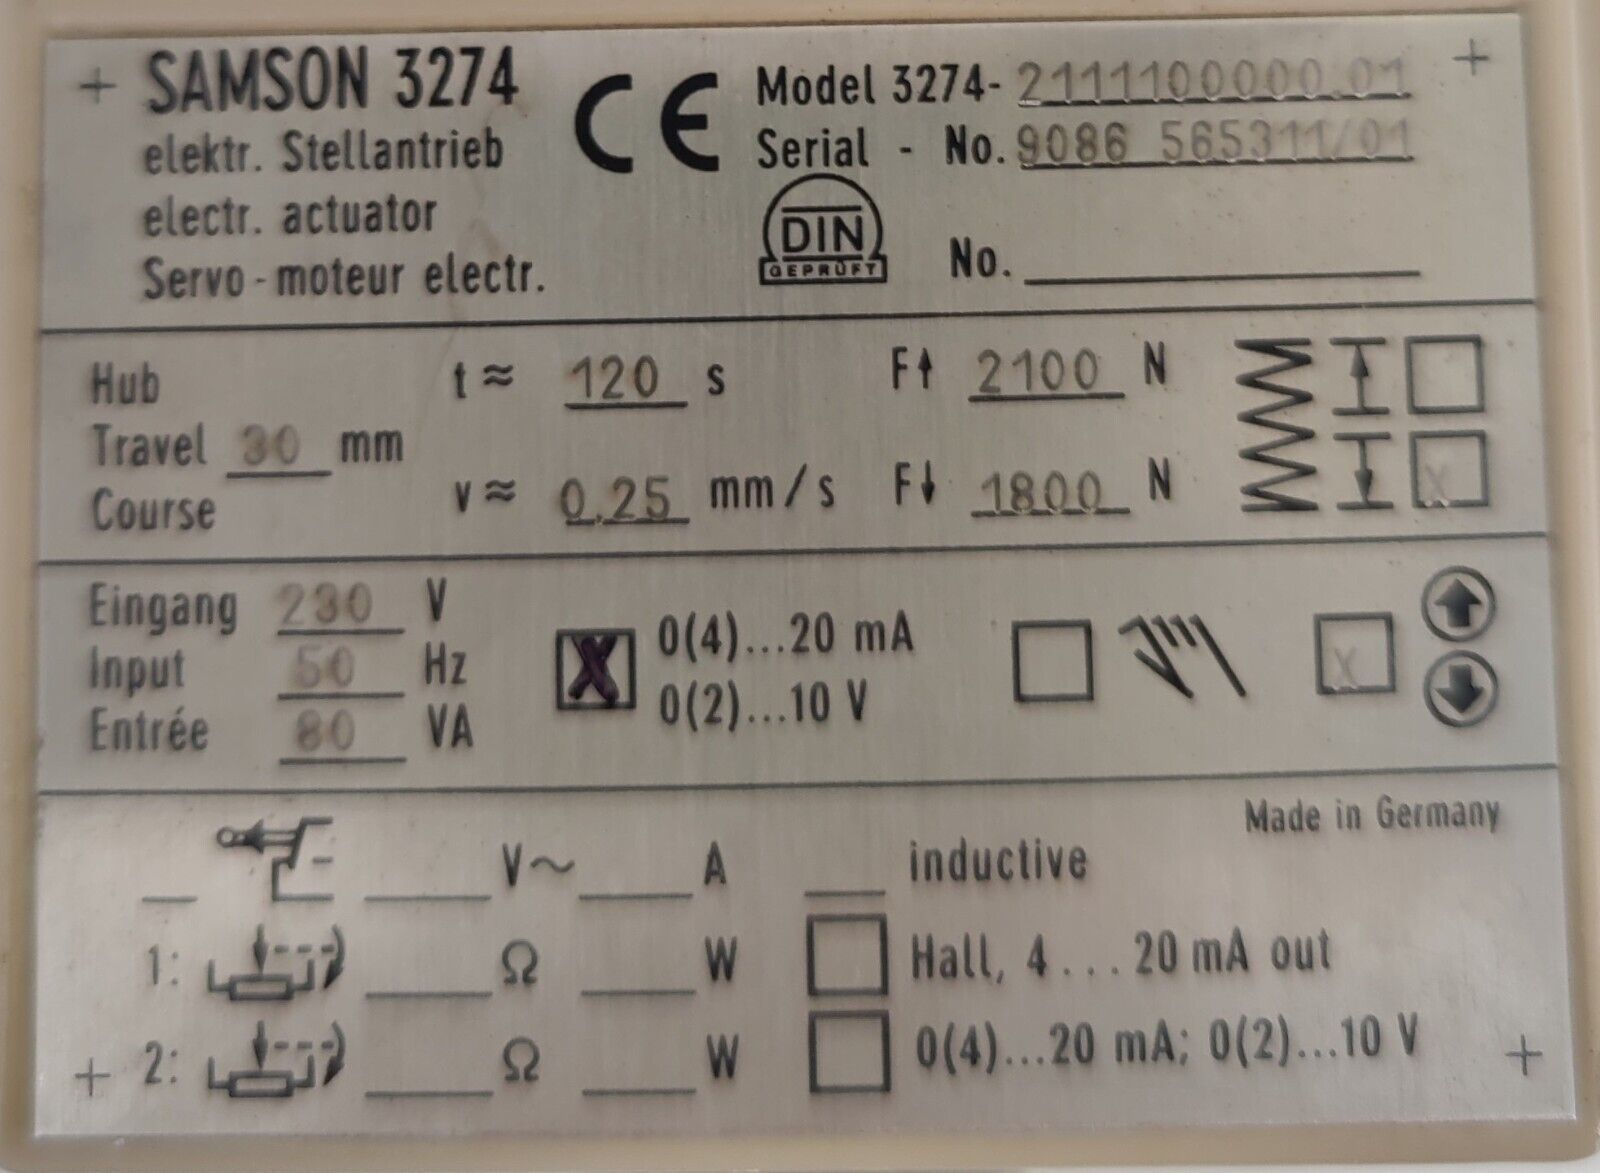 SAMSON 3274
elektr. Stellantrieb
electr. actuator
Servo-moteur electr.
CE
Model 3274-2111100000.01
Serial - No. 9086 565311/01
DIN
GEPRÜFT
No.
Hub
Travel 30 mm
Course
t ≈ 120 s
v ≈ 0,25 mm/s
F↑ 2100 N
F↓ 1800 N
X
Eingang 230 V
Input 50 Hz
Entrée 80 VA
X 0(4)...20 mA
0(2)...10 V
X
Made in Germany
V~ A
inductive
1: Ω W
Hall, 4 ... 20 mA out
2: Ω W
0(4)...20 mA; 0(2)...10 V